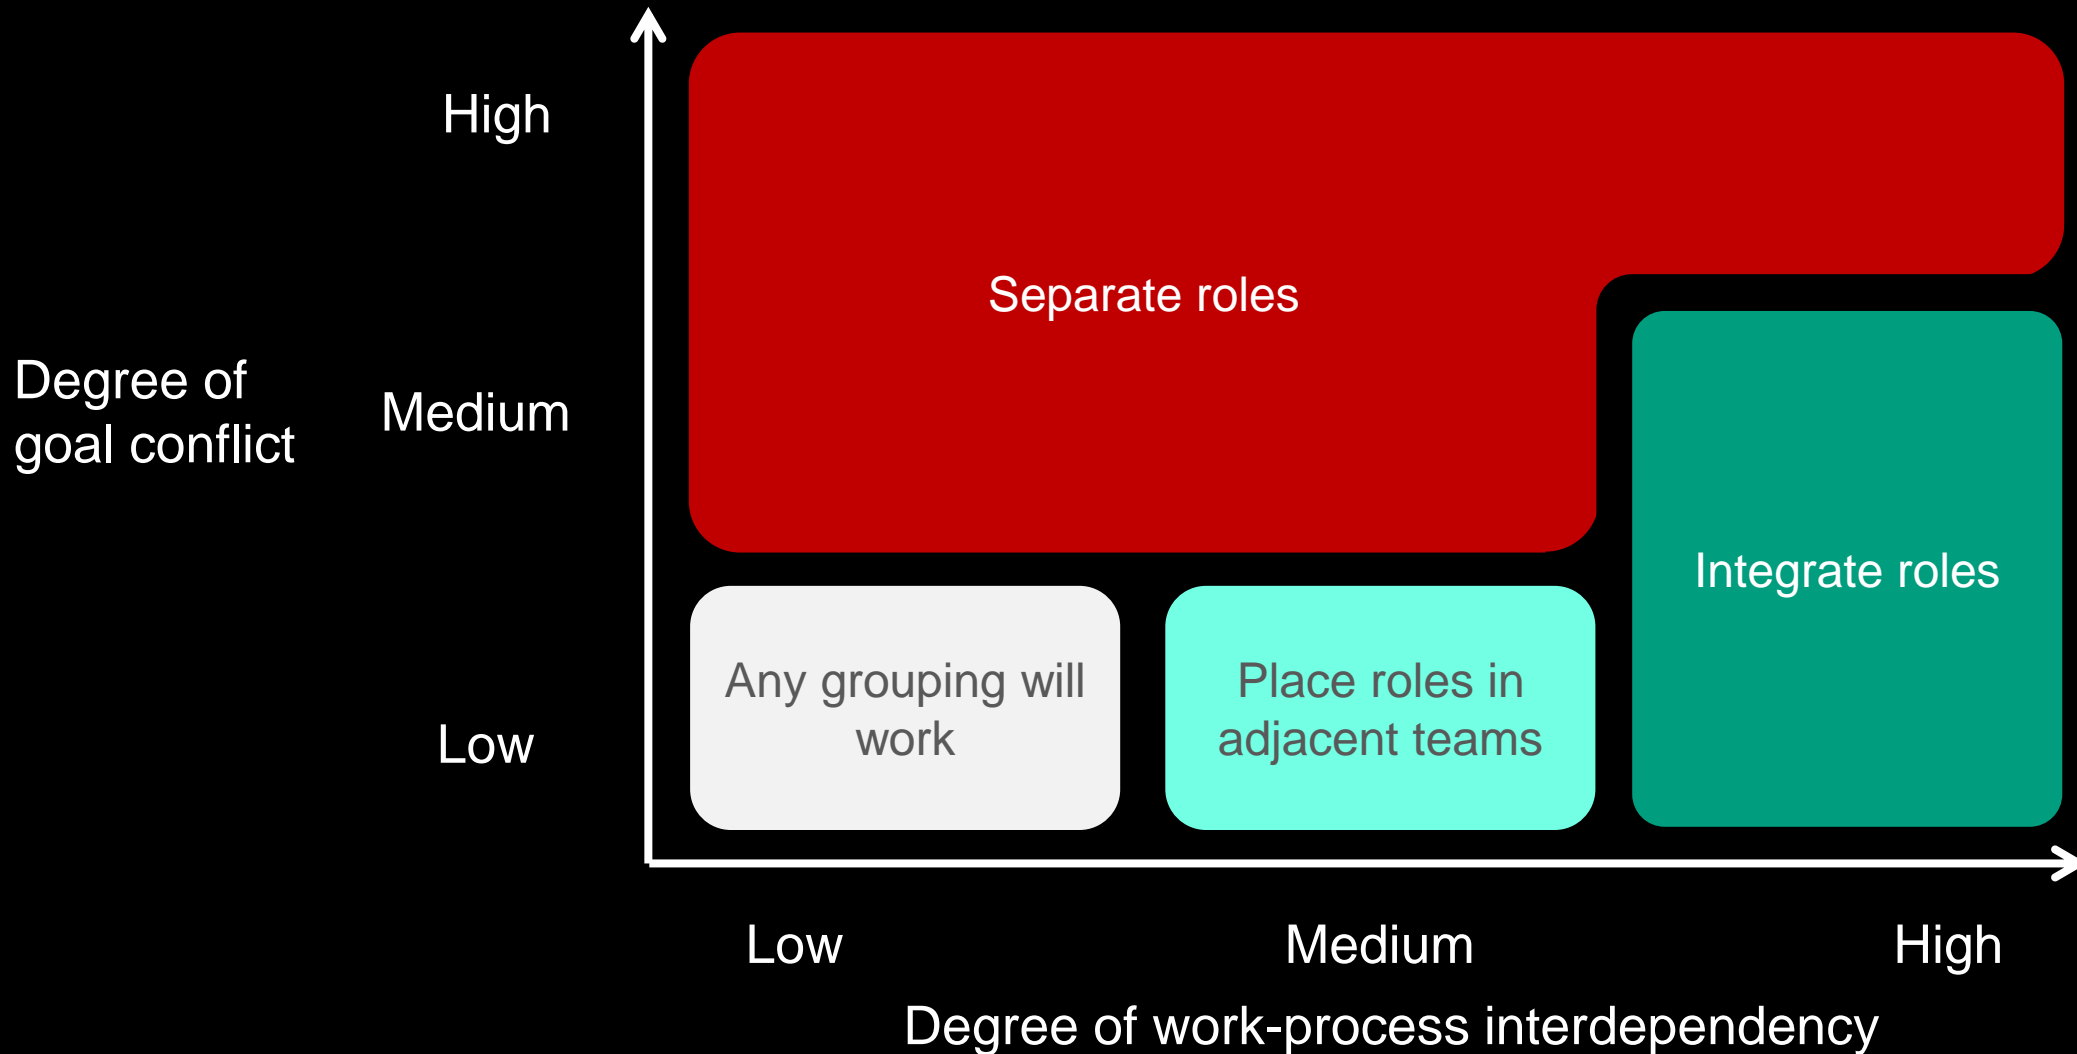 High
Separate roles
Degree of
goal conflict
Medium
Integrate roles
Any grouping will
work
Place roles in
adjacent teams
Low
Low
Medium
High
Degree of work-process interdependency